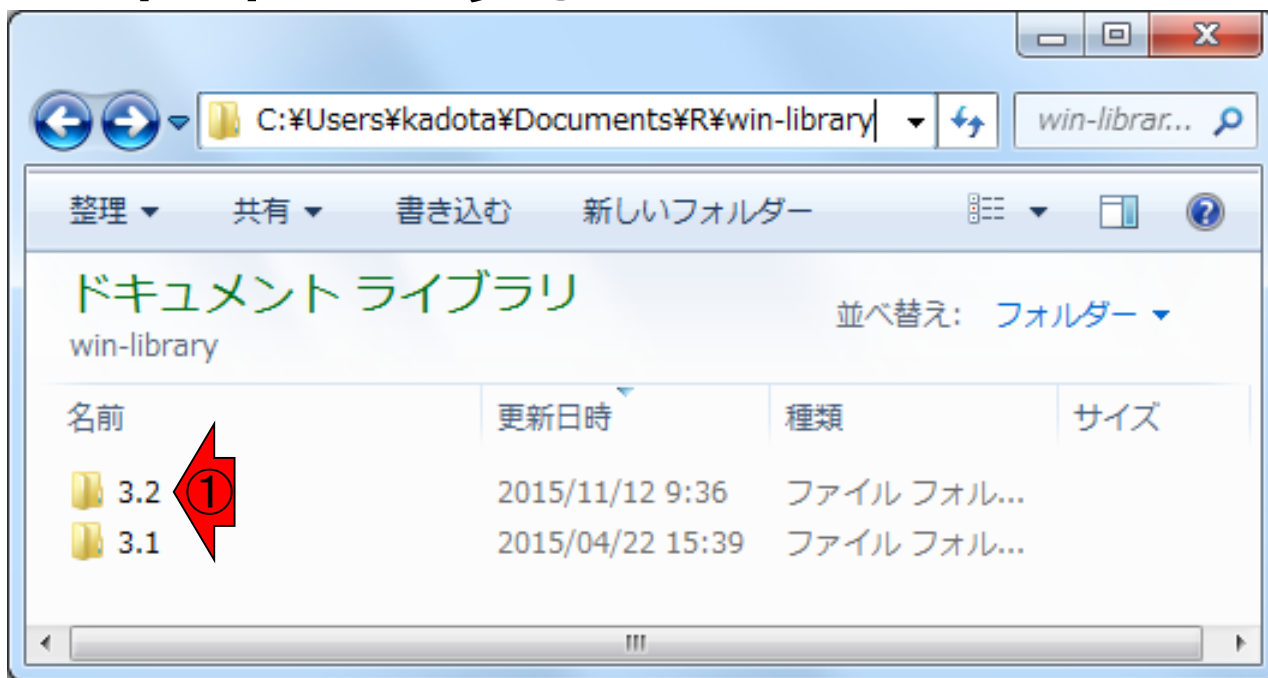 C:¥Users¥kadota¥Documents¥R¥win-library
win-librar...
整理 共有 書き込む 新しいフォルダー
ドキュメント ライブラリ
win-library
並べ替え: フォルダー
名前 更新日時 種類 サイズ
3.2 ① 2015/11/12 9:36 ファイル フォル...
3.1 2015/04/22 15:39 ファイル フォル...